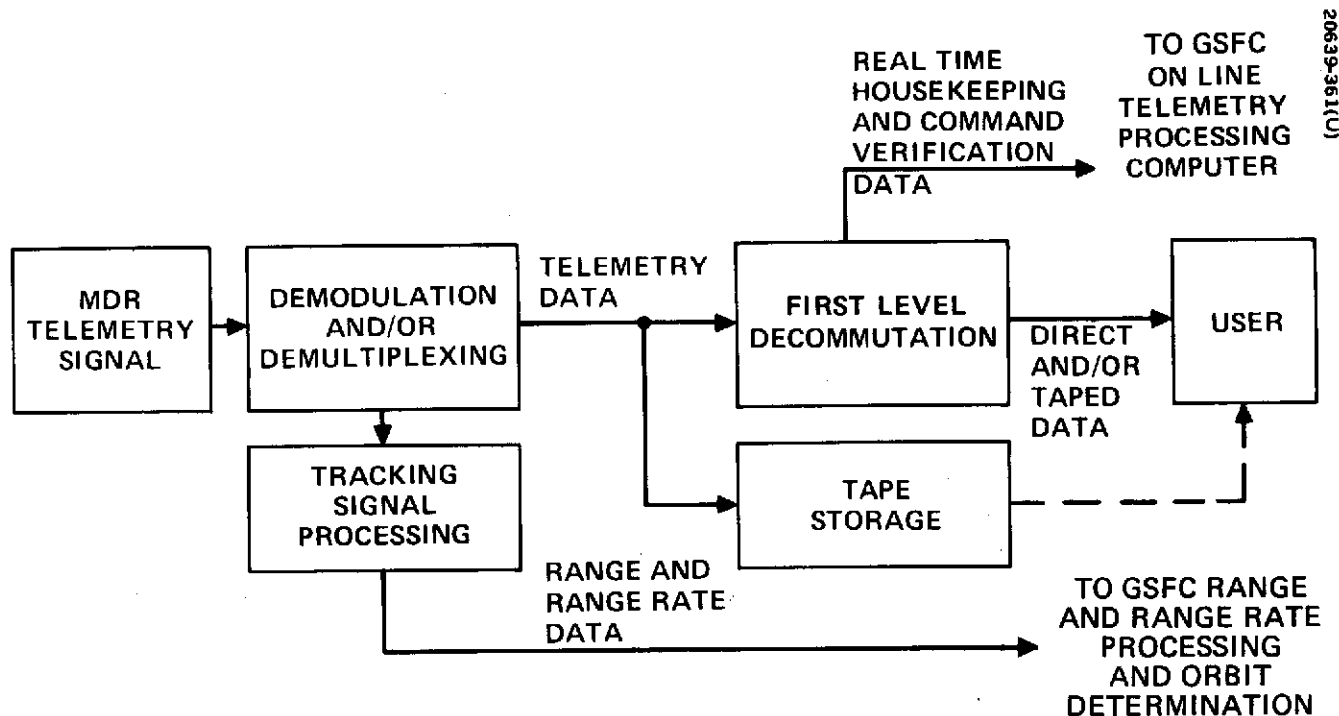 20639-361(U)
REAL TIME
HOUSEKEEPING
AND COMMAND
VERIFICATION
DATA
TO GSFC
ON LINE
TELEMETRY
PROCESSING
COMPUTER
MDR
TELEMETRY
SIGNAL
DEMODULATION
AND/OR
DEMULTIPLEXING
TELEMETRY
DATA
FIRST LEVEL
DECOMMUTATION
DIRECT
AND/OR
TAPED
DATA
USER
TRACKING
SIGNAL
PROCESSING
TAPE
STORAGE
RANGE AND
RANGE RATE
DATA
TO GSFC RANGE
AND RANGE RATE
PROCESSING
AND ORBIT
DETERMINATION